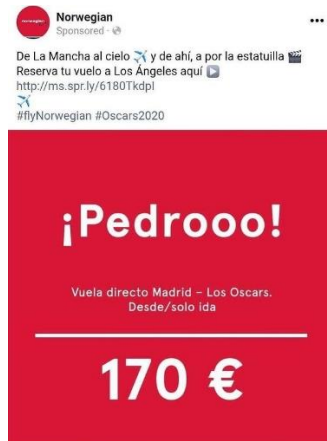 norwegian
Norwegian
Sponsored ·
De La Mancha al cielo ✈️ y de ahí, a por la estatuilla 🎬
Reserva tu vuelo a Los Ángeles aquí ▶️
http://ms.spr.ly/6180Tkdpl
✈️
#flyNorwegian #Oscars2020
¡Pedrooo!
Vuela directo Madrid – Los Oscars.
Desde/solo ida
170 €